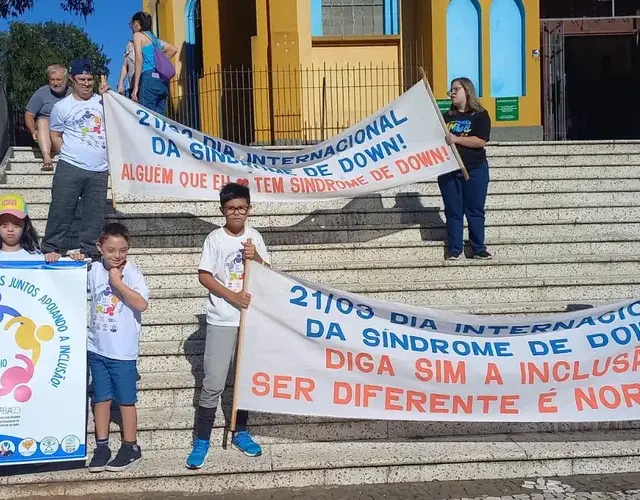 21/03 DIA INTERNACIONAL
DA SÍNDROME DE DOWN!
ALGUÉM QUE EU TEM SÍNDROME DE DOWN!
21/03 DIA INTERNACIO
DA SÍNDROME DE DOW
DIGA SIM A INCLUSÃ
SER DIFERENTE É NOR
S JUNTOS APOIANDO A INCLUSÃO!